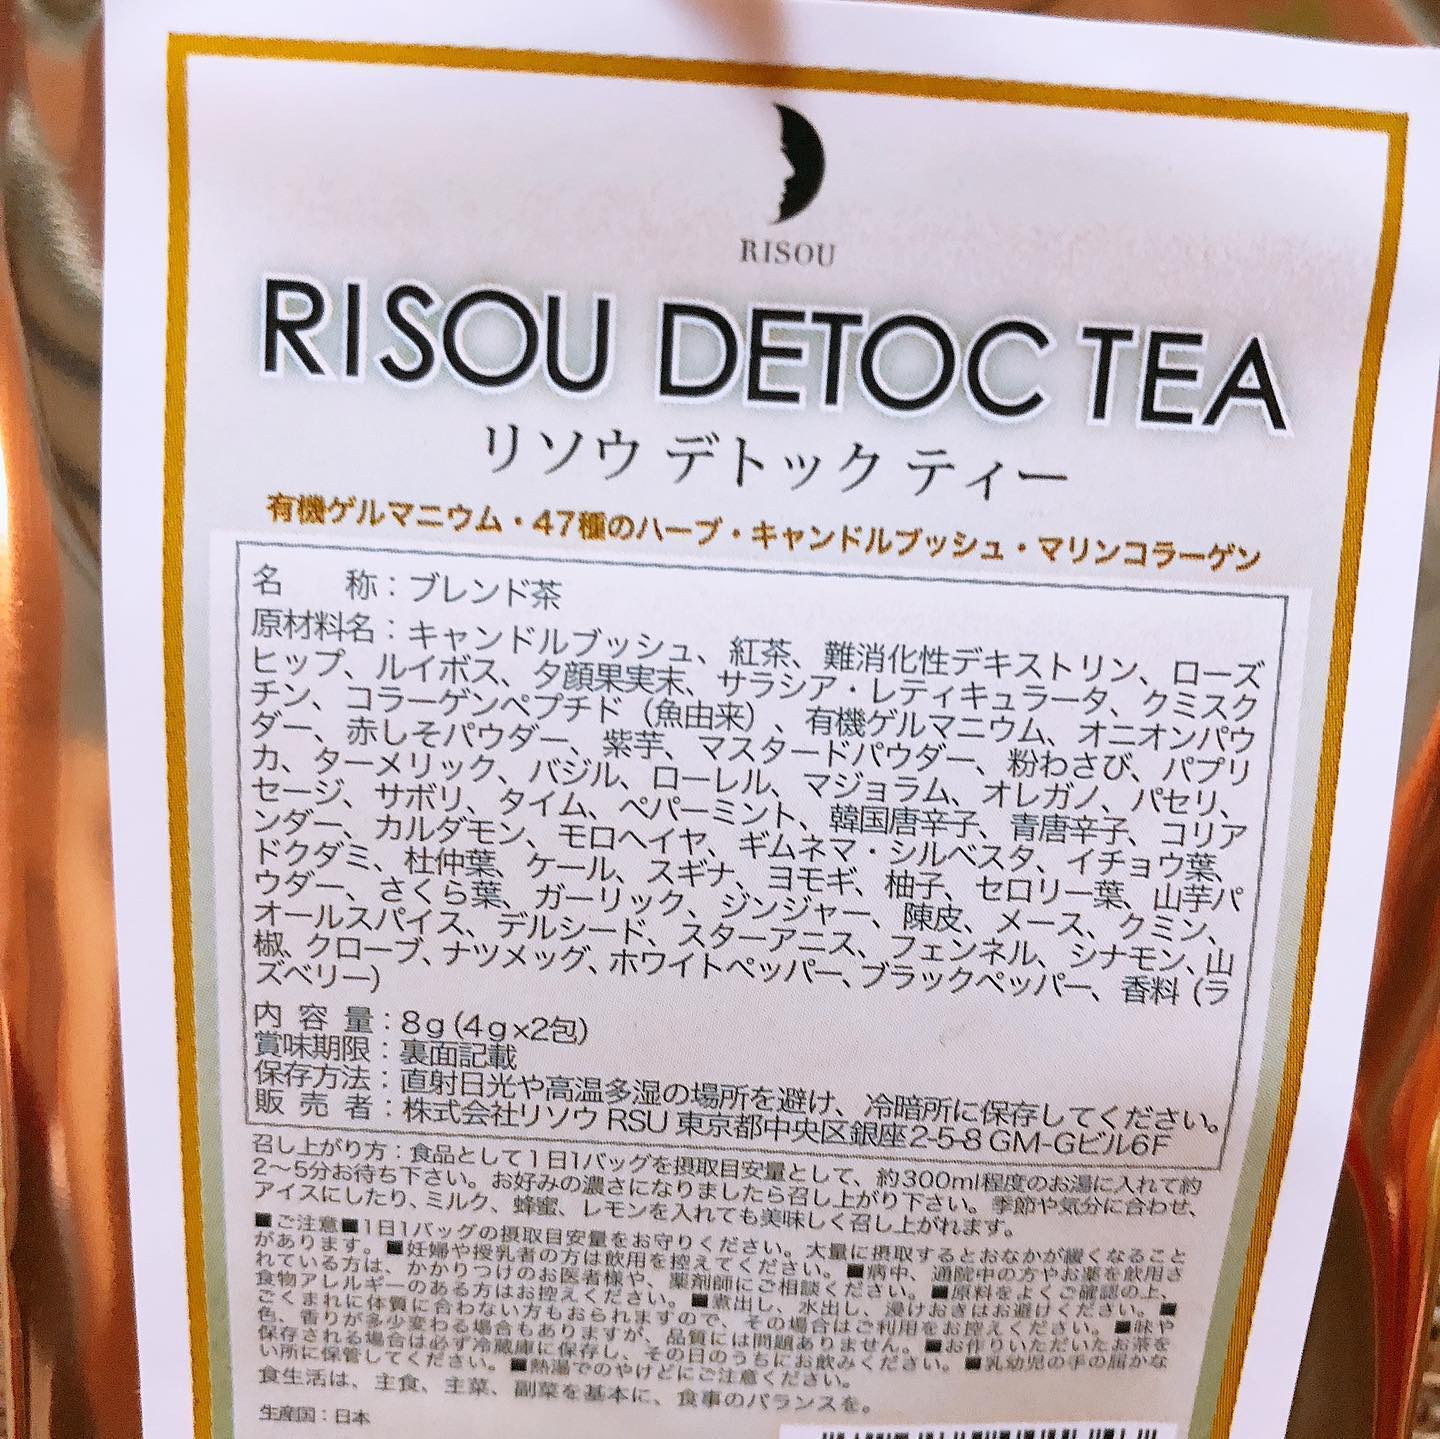 RISOU
RISOU DETOC TEA
リソウ デトック ティー
有機ゲルマニウム・47種のハーブ・キャンドルブッシュ・マリンコラーゲン
名　　称：ブレンド茶
原材料名：キャンドルブッシュ、紅茶、難消化性デキストリン、ローズ
ヒップ、ルイボス、夕顔果実末、サラシア・レティキュラータ、クミスク
チン、コラーゲンペプチド（魚由来）、有機ゲルマニウム、オニオンパウ
ダー、赤しそパウダー、紫芋、マスタードパウダー、粉わさび、パプリ
カ、ターメリック、バジル、ローレル、マジョラム、オレガノ、パセリ、
セージ、サボリ、タイム、ペパーミント、韓国唐辛子、青唐辛子、コリア
ンダー、カルダモン、モロヘイヤ、ギムネマ・シルベスタ、イチョウ葉、
ドクダミ、杜仲葉、ケール、スギナ、ヨモギ、柚子、セロリー葉、山芋パ
ウダー、さくら葉、ガーリック、ジンジャー、陳皮、メース、クミン、
オールスパイス、デルシード、スターアニス、フェンネル、シナモン、山
椒、クローブ、ナツメッグ、ホワイトペッパー、ブラックペッパー、香料（ラ
ズベリー）
内 容 量：8g (4g×2包)
賞味期限：裏面記載
保存方法：直射日光や高温多湿の場所を避け、冷暗所に保存してください。
販 売 者：株式会社リソウ RSU 東京都中央区銀座2-5-8 GM-Gビル6F
召し上がり方：食品として1日1バッグを摂取目安量として、約300ml程度のお湯に入れて約
2〜5分お待ち下さい。お好みの濃さになりましたら召し上がり下さい。季節や気分に合わせ、
アイスにしたり、ミルク、蜂蜜、レモンを入れても美味しく召し上がれます。
■ご注意■1日1バッグの摂取目安量をお守りください。大量に摂取するとおなかが緩くなること
があります。■妊婦や授乳者の方は飲用を控えてください。■病中、通院中の方やお薬を飲用さ
れている方は、かかりつけのお医者様や、薬剤師にご相談ください。■原料をよくご確認の上、
食物アレルギーのある方はお控えください。■煮出し、水出し、浸けおきはお避けください。■
ごくまれに体質に合わない方もおられますので、その場合はご利用をお控えください。■味や
色、香りが多少変わる場合もありますが、品質には問題ありません。■お作りいただいたお茶を
保存される場合は必ず冷蔵庫に保存し、その日のうちにお飲みください。■乳幼児の手の届かな
い所に保管してください。■熱湯でのやけどにご注意ください。
食生活は、主食、主菜、副菜を基本に、食事のバランスを。
生産国：日本